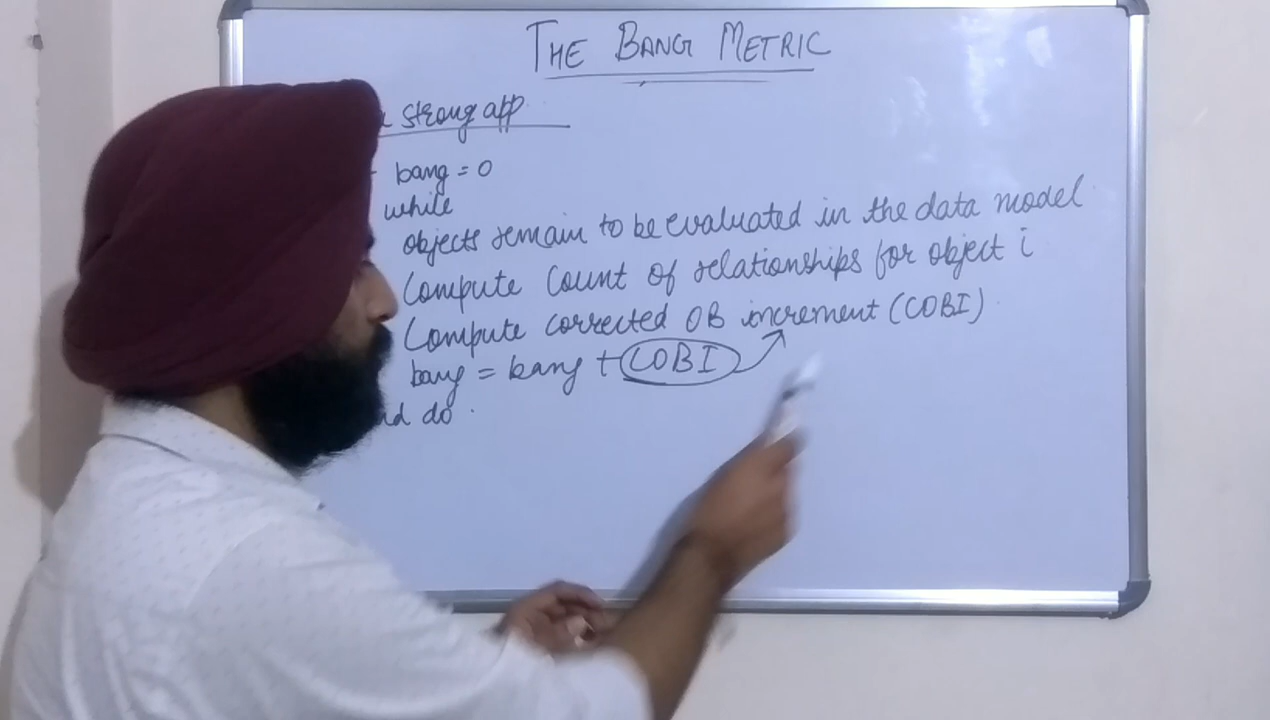 THE BANG METRIC
strong app
bang = 0
while
objects remain to be evaluated in the data model
Compute Count of relationships for object i
Compute corrected OB increment (COBI)
bang = bang + COBI
do.